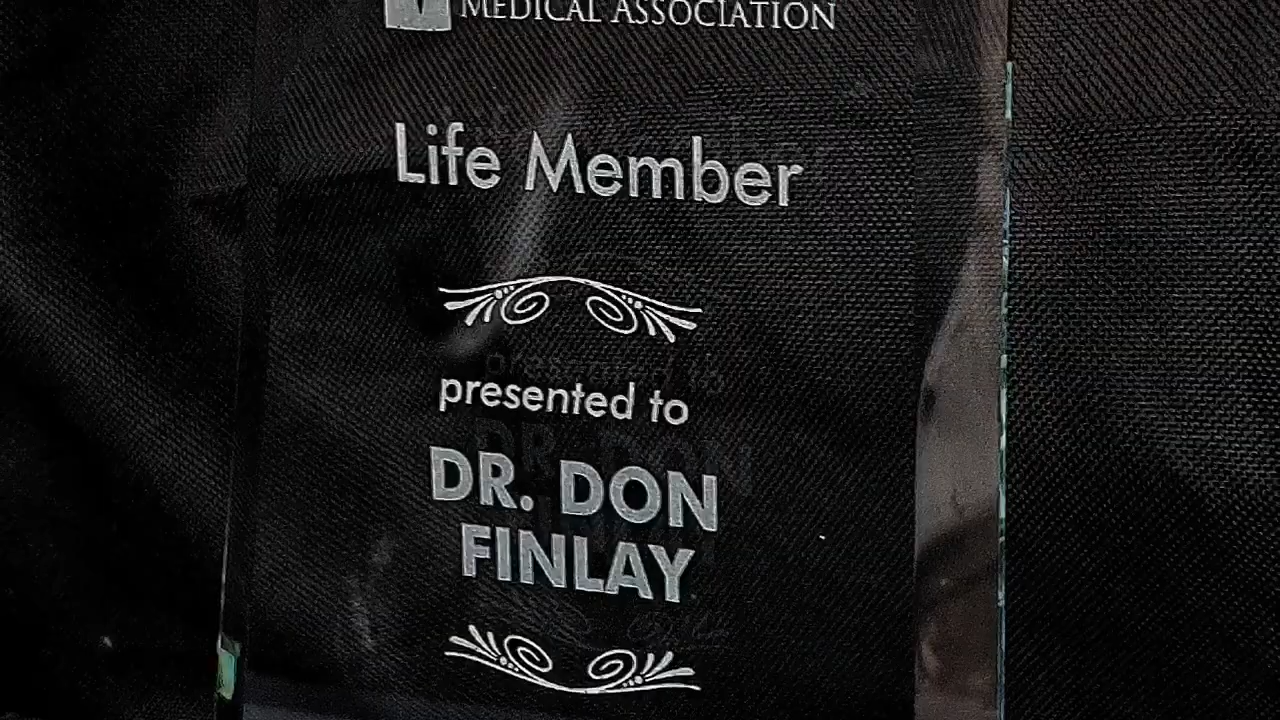 MEDICAL ASSOCIATION
Life Member
presented to
DR. DON
FINLAY